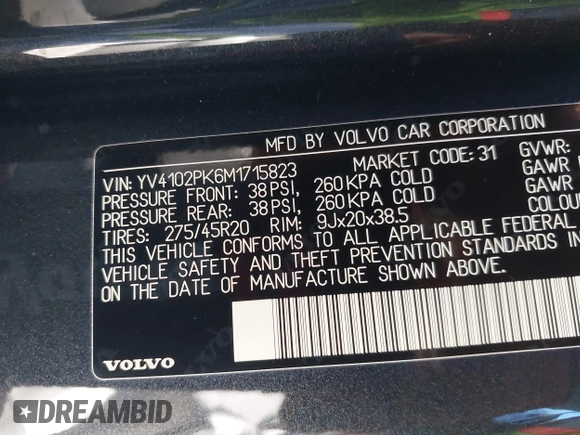 MFD BY VOLVO CAR CORPORATION
VIN: YV4102PK6M1715823 MARKET CODE: 31 GVWR:
PRESSURE FRONT: 38 PSI, 260 KPA COLD GAWR
PRESSURE REAR: 38 PSI, 260 KPA COLD GAWR
TIRES: 275/45R20 RIM: 9Jx20x38.5 COLOU
THIS VEHICLE CONFORMS TO ALL APPLICABLE FEDERAL
VEHICLE SAFETY AND THEFT PREVENTION STANDARDS IN
ON THE DATE OF MANUFACTURE SHOWN ABOVE.
VOLVO
DREAMBID